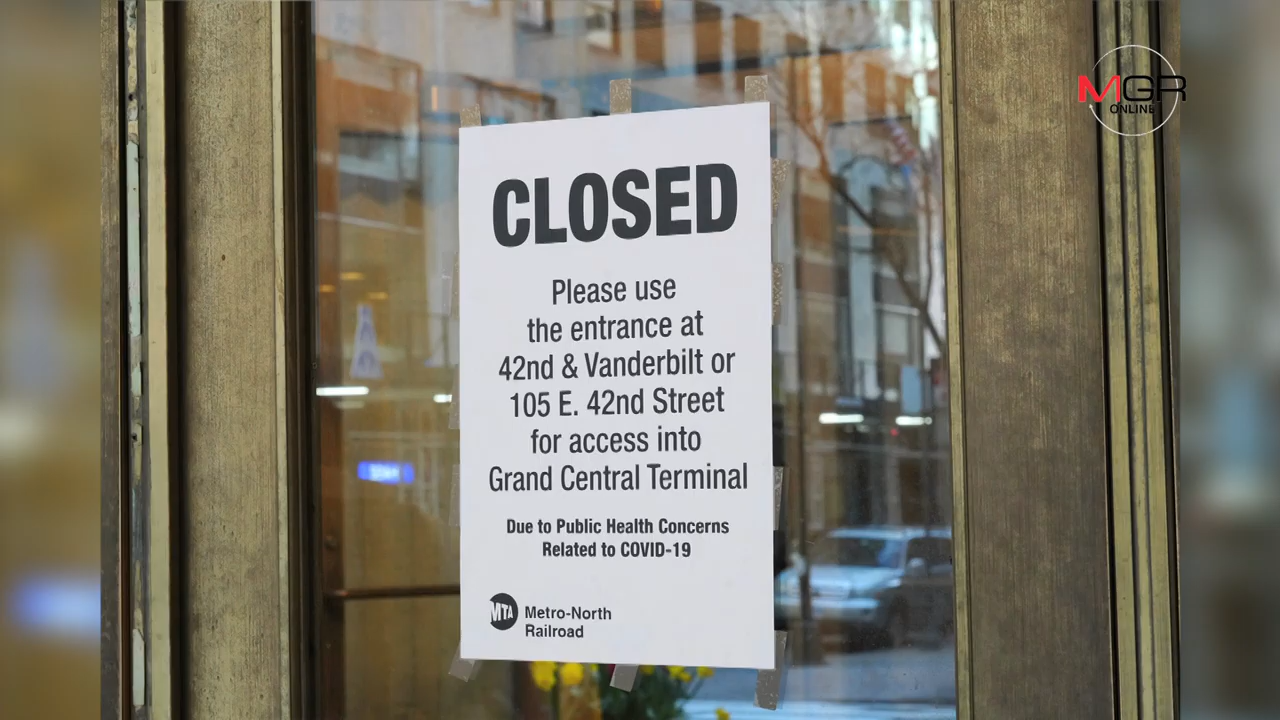 MGR
ONLINE
CLOSED
Please use
the entrance at
42nd & Vanderbilt or
105 E. 42nd Street
for access into
Grand Central Terminal
Due to Public Health Concerns
Related to COVID-19
MTA Metro-North
Railroad